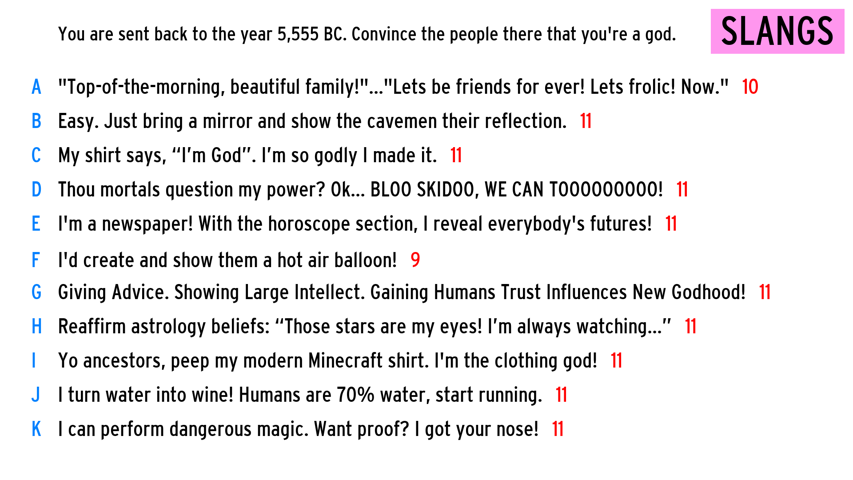 You are sent back to the year 5,555 BC. Convince the people there that you're a god.
SLANGS
A "Top-of-the-morning, beautiful family!"..."Lets be friends for ever! Lets frolic! Now." 10
B Easy. Just bring a mirror and show the cavemen their reflection. 11
C My shirt says, “I’m God”. I’m so godly I made it. 11
D Thou mortals question my power? Ok... BLOO SKIDOO, WE CAN TOOOOOOOOO! 11
E I'm a newspaper! With the horoscope section, I reveal everybody's futures! 11
F I'd create and show them a hot air balloon! 9
G Giving Advice. Showing Large Intellect. Gaining Humans Trust Influences New Godhood! 11
H Reaffirm astrology beliefs: “Those stars are my eyes! I’m always watching...” 11
I Yo ancestors, peep my modern Minecraft shirt. I'm the clothing god! 11
J I turn water into wine! Humans are 70% water, start running. 11
K I can perform dangerous magic. Want proof? I got your nose! 11